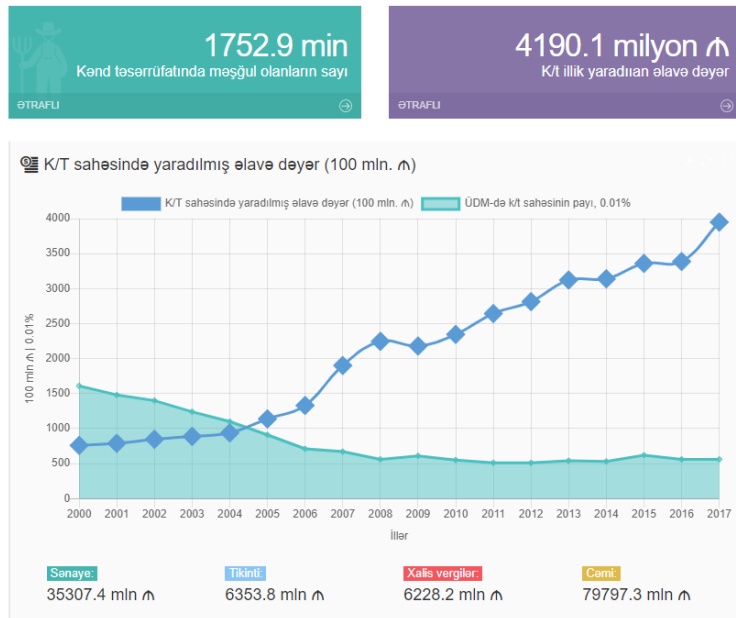 1752.9 min
Kənd təsərrüfatında məşğul olanların sayı
ƏTRAFLI
4190.1 milyon ₼
K/t illik yaradılan əlavə dəyər
ƏTRAFLI
K/T sahəsində yaradılmış əlavə dəyər (100 mln. ₼)
K/T sahəsində yaradılmış əlavə dəyər (100 mln. ₼) ÜDM-də k/t sahəsinin payı, 0.01%
100 mln ₼ | 0.01%
4000
3500
3000
2500
2000
1500
1000
500
0
2000 2001 2002 2003 2004 2005 2006 2007 2008 2009 2010 2011 2012 2013 2014 2015 2016 2017
İllər
Sənaye: Tikinti: Xalis vergilər: Cəmi:
35307.4 mln ₼ 6353.8 mln ₼ 6228.2 mln ₼ 79797.3 mln ₼